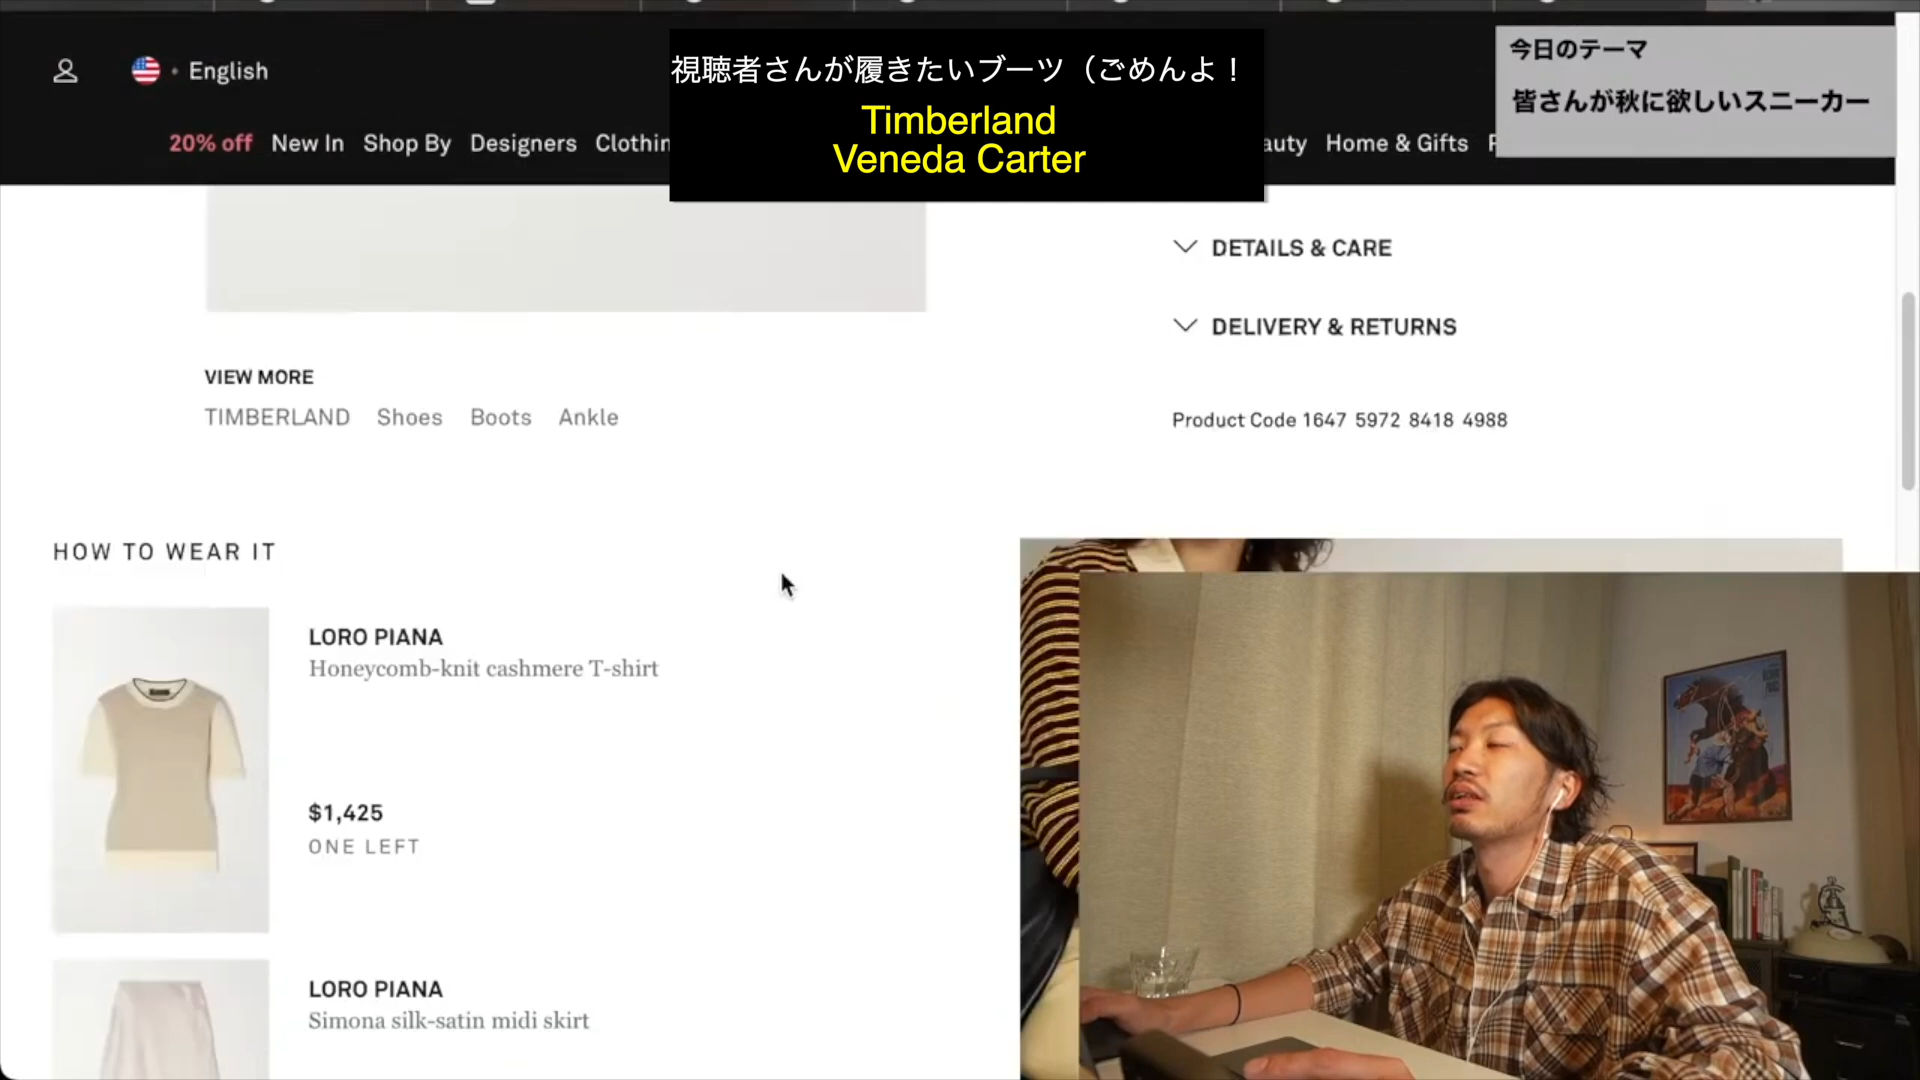 English
視聴者さんが履きたいブーツ（ごめんよ！
Timberland
Veneda Carter
今日のテーマ
皆さんが秋に欲しいスニーカー
20% off New In Shop By Designers Home & Gifts
DETAILS & CARE
DELIVERY & RETURNS
VIEW MORE
TIMBERLAND Shoes Boots Ankle
Product Code 1647 5972 8418 4988
HOW TO WEAR IT
LORO PIANA
Honeycomb-knit cashmere T-shirt
$1,425
ONE LEFT
LORO PIANA
Simona silk-satin midi skirt